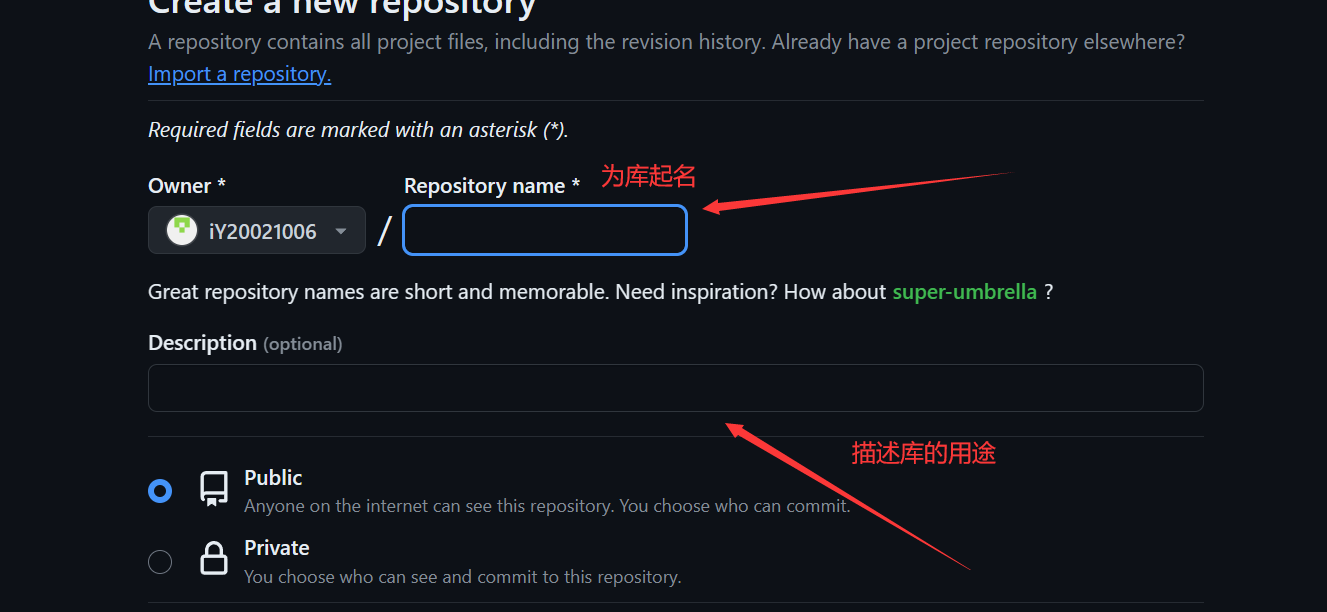 Create a new repository
A repository contains all project files, including the revision history. Already have a project repository elsewhere?
Import a repository.
Required fields are marked with an asterisk (*).
Owner *
Repository name *
为库起名
iY20021006
/
Great repository names are short and memorable. Need inspiration? How about super-umbrella ?
Description (optional)
描述库的用途
Public
Anyone on the internet can see this repository. You choose who can commit.
Private
You choose who can see and commit to this repository.